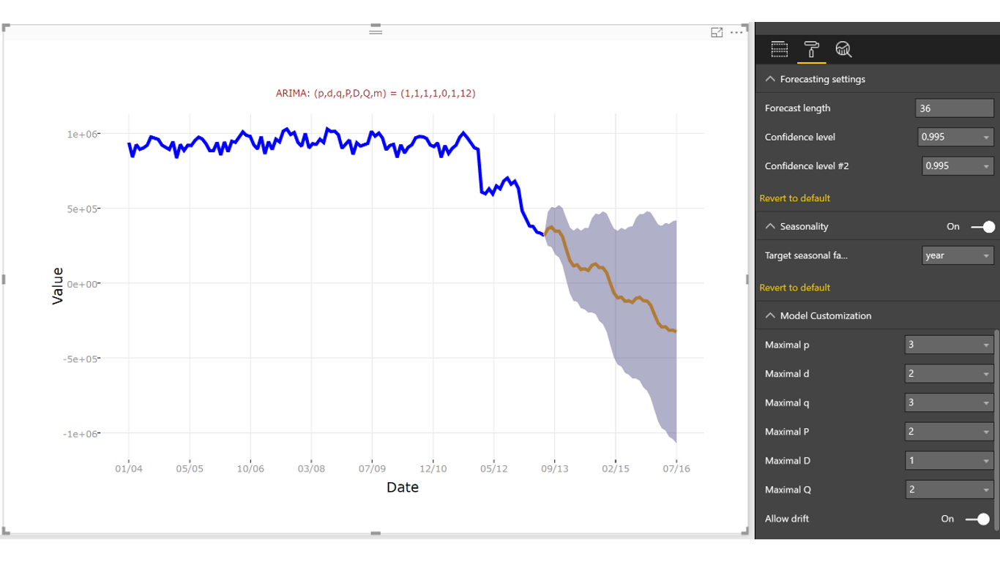 ARIMA: (p,d,q,P,D,Q,m) = (1,1,1,1,0,1,12)
1e+06
5e+05
0e+00
-5e+05
-1e+06
Value
01/04 05/05 10/06 03/08 07/09 12/10 05/12 09/13 02/15 07/16
Date
Forecasting settings
Forecast length 36
Confidence level 0.995
Confidence level #2 0.995
Revert to default
Seasonality On
Target seasonal fa... year
Revert to default
Model Customization
Maximal p 3
Maximal d 2
Maximal q 3
Maximal P 2
Maximal D 1
Maximal Q 2
Allow drift On